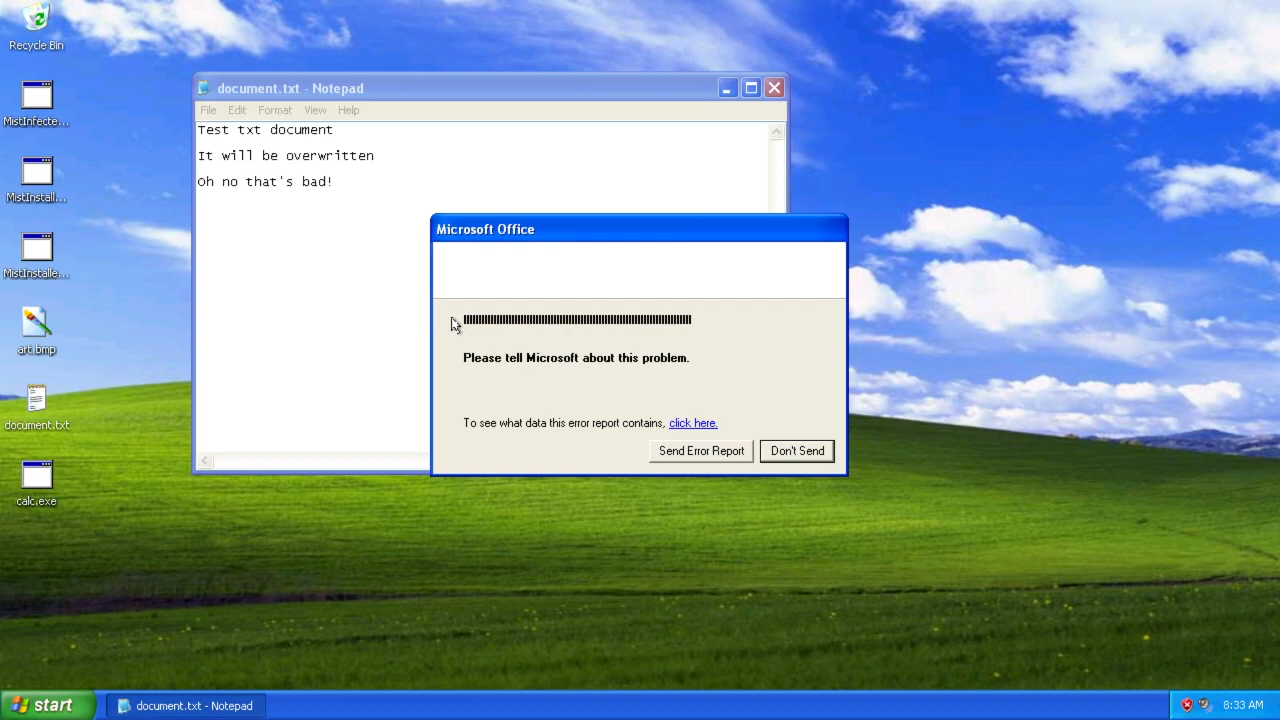 Recycle Bin
MistInfecte...
MistInstall...
MistInstalle...
art.bmp
document.txt
calc.exe
document.txt - Notepad
File Edit Format View Help
Test txt document
It will be overwritten
Oh no that's bad!
Microsoft Office
Please tell Microsoft about this problem.
To see what data this error report contains, click here.
Send Error Report Don't Send
start
document.txt - Notepad
8:33 AM